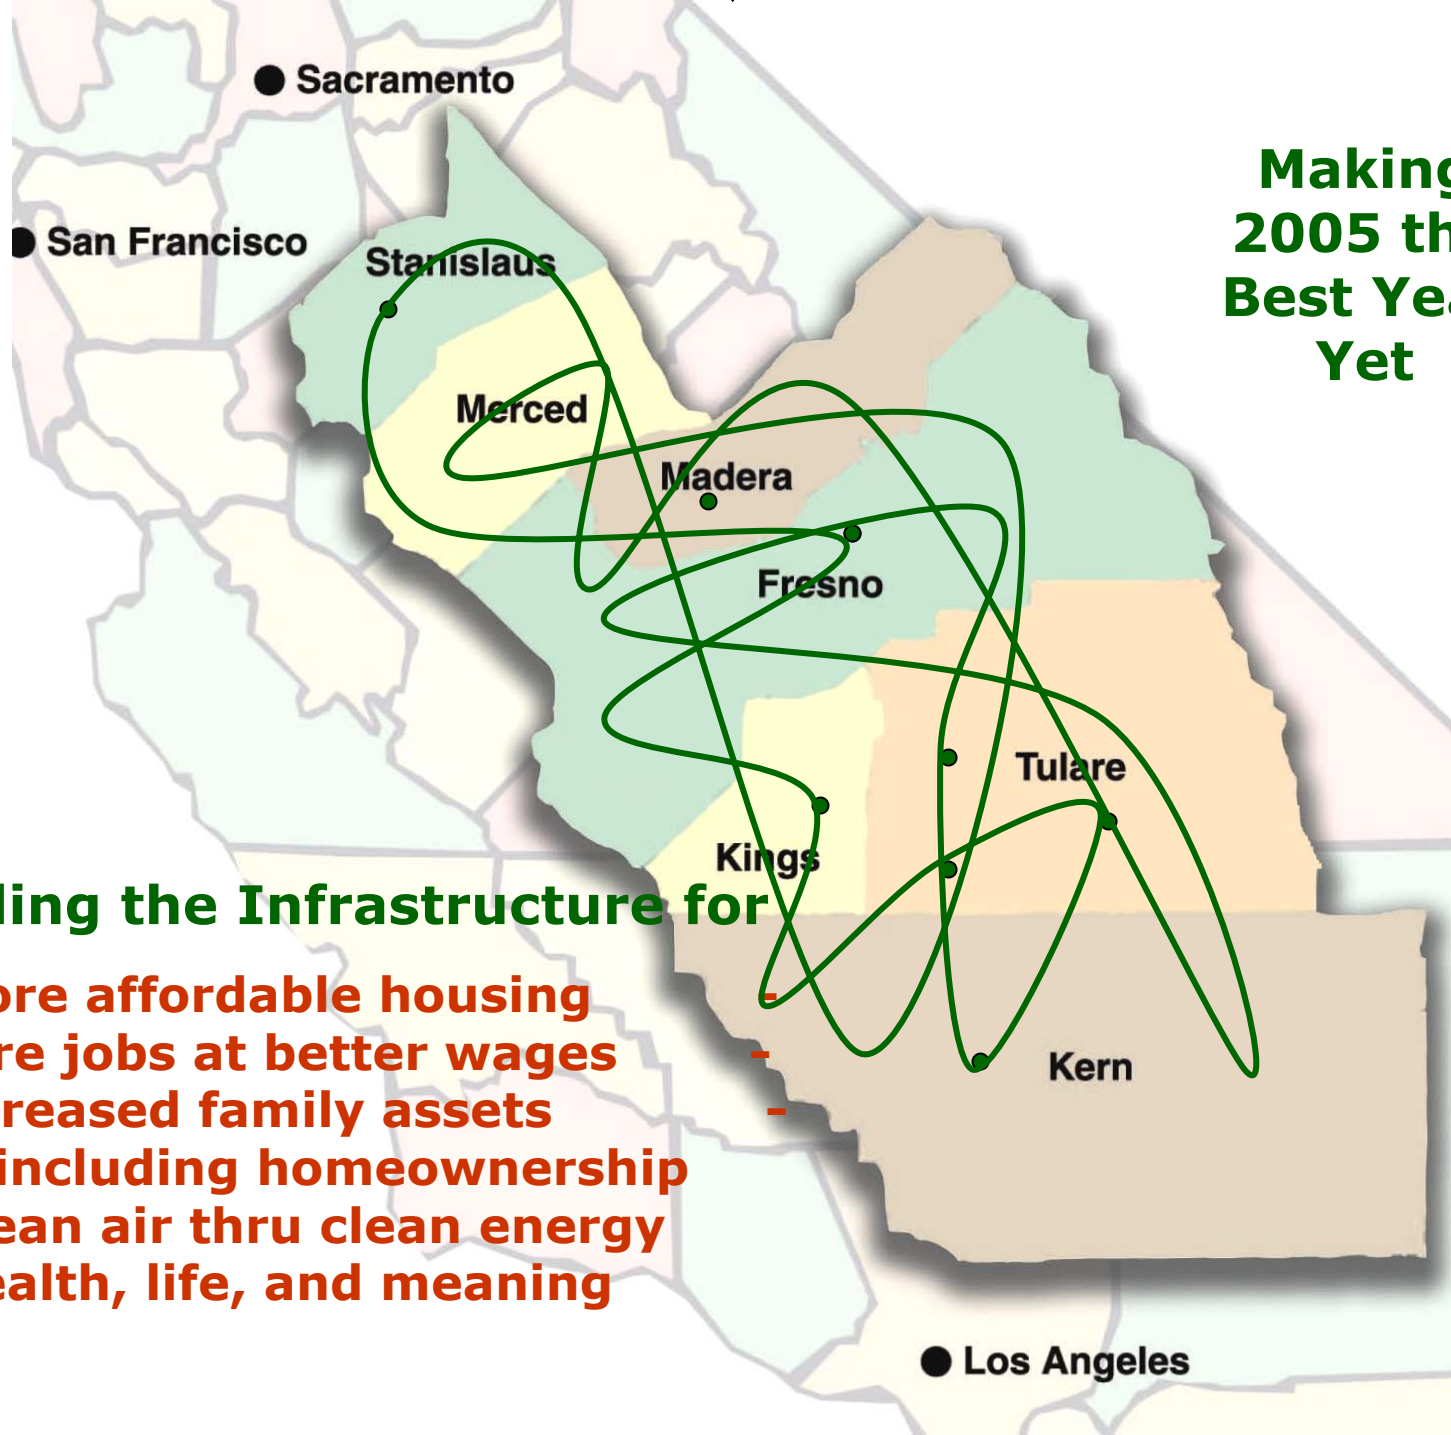 Sacramento
Making
2005 th
Best Yea
Yet
San Francisco
Stanislaus
Merced
Madera
Fresno
Tulare
Kings
ling the Infrastructure for
ore affordable housing -
re jobs at better wages -
reased family assets -
including homeownership
ean air thru clean energy
ealth, life, and meaning
Kern
Los Angeles